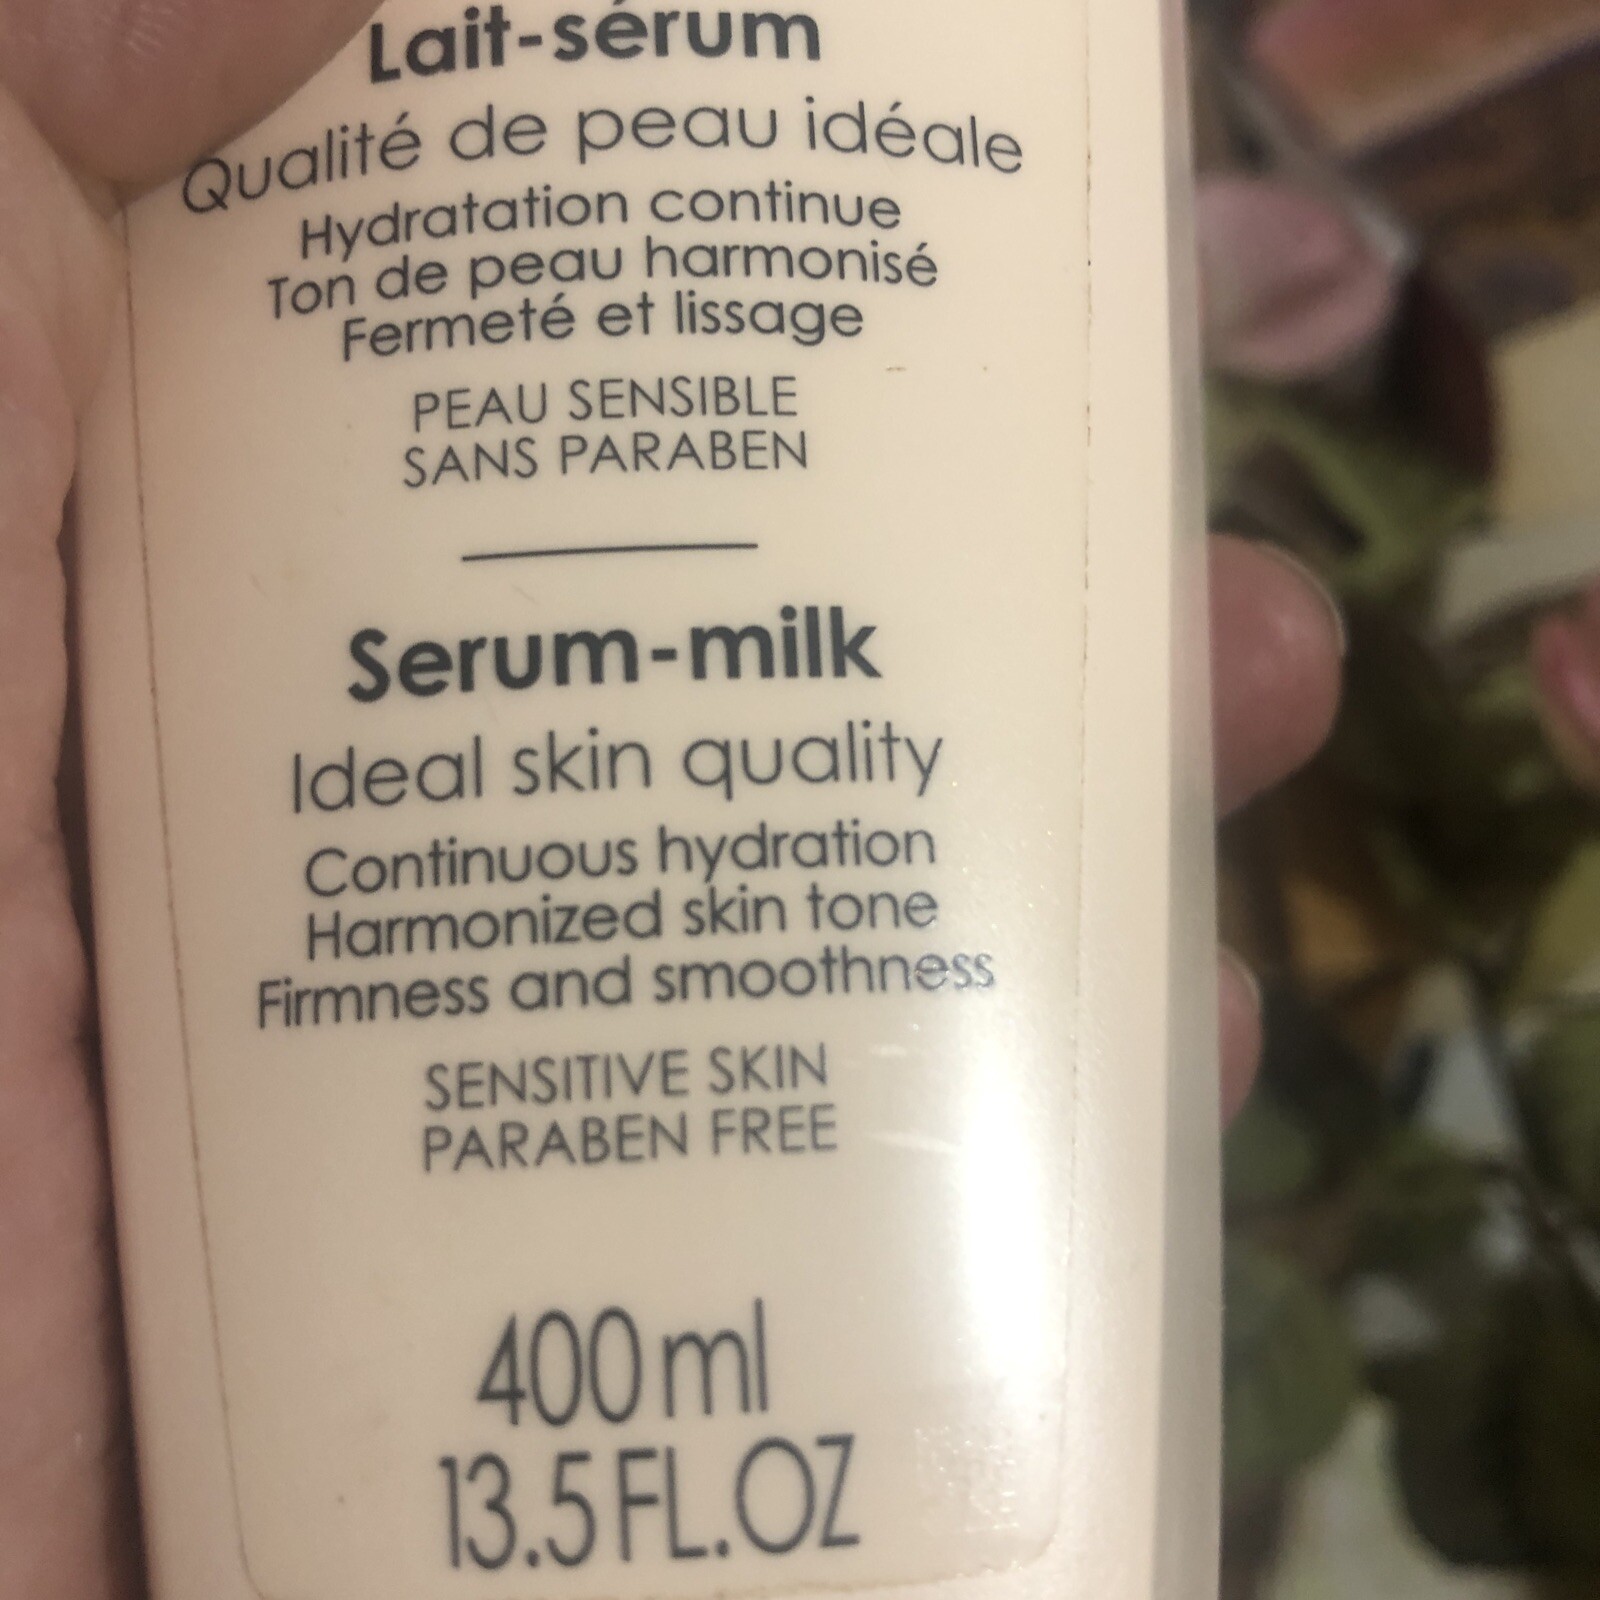 Lait-sérum
Qualité de peau idéale
Hydratation continue
Ton de peau harmonisé
Fermeté et lissage
PEAU SENSIBLE
SANS PARABEN
Serum-milk
Ideal skin quality
Continuous hydration
Harmonized skin tone
Firmness and smoothness
SENSITIVE SKIN
PARABEN FREE
400 ml
13.5 FL.OZ